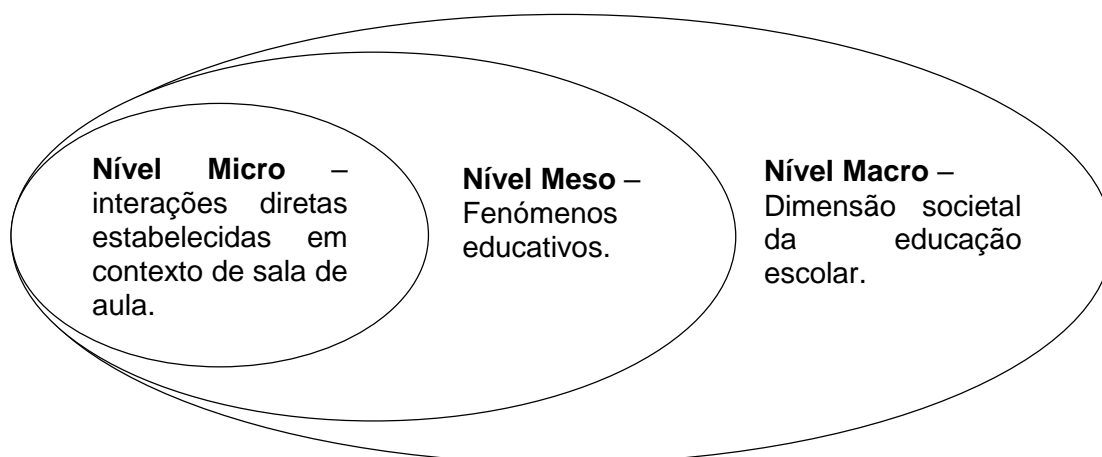 Nível Micro –
interações diretas
estabelecidas em
contexto de sala de
aula.
Nível Meso –
Fenómenos
educativos.
Nível Macro –
Dimensão societal
da educação
escolar.